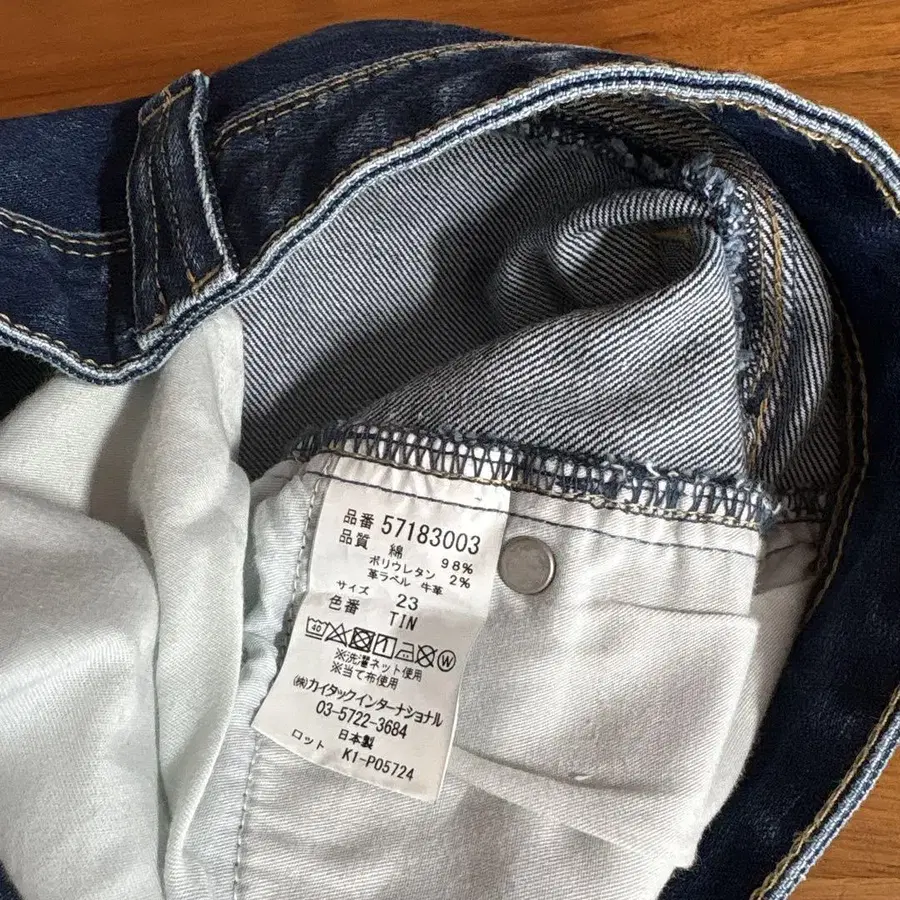 品番 57183003
品質 綿 98%
ポリウレタン 2%
革ラベル 牛革
サイズ 23
色番 TIN
40 W
※洗濯ネット使用
※当て布使用
㈱カイタックインターナショナル
03-5722-3684
日本製
ロット K1-P05724